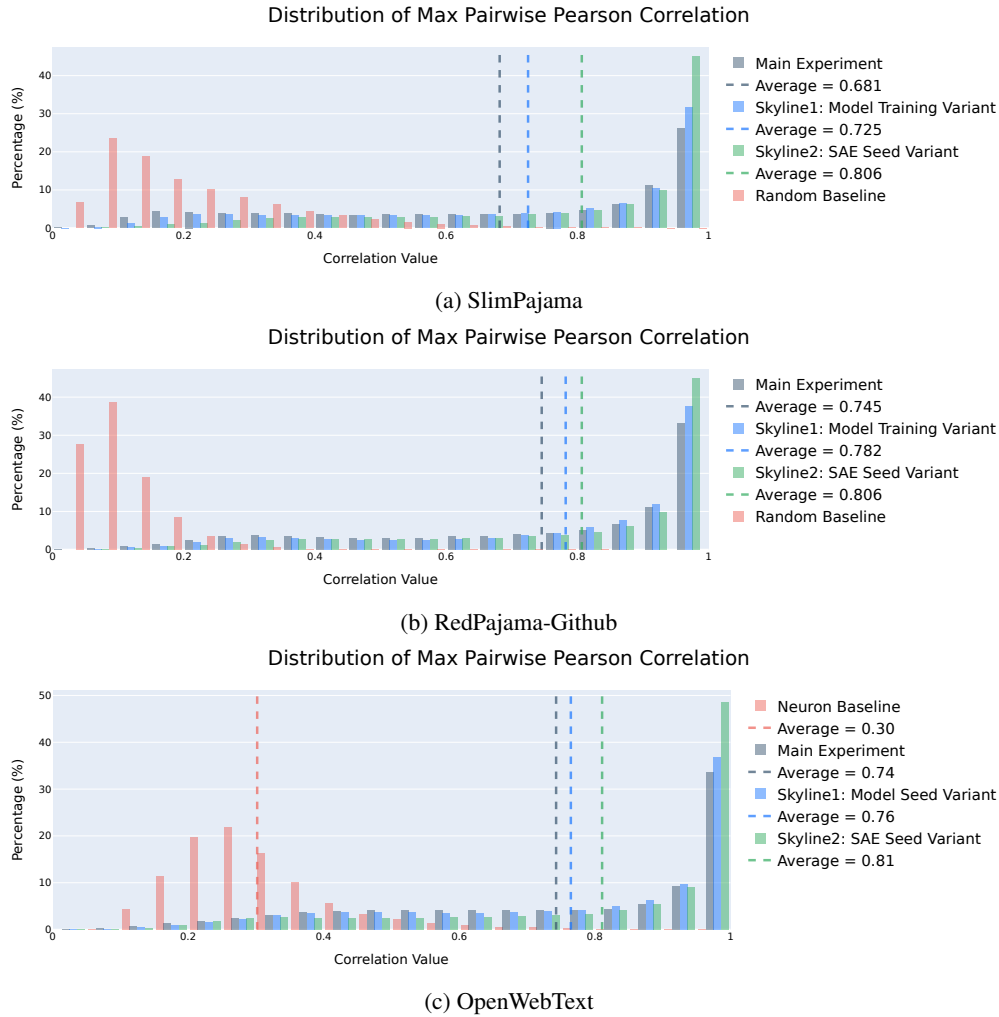 Distribution of Max Pairwise Pearson Correlation
Percentage (%)
40
30
20
10
0
0.2
0.4
0.6
0.8
1
Correlation Value
Main Experiment
Average = 0.681
Skyline1: Model Training Variant
Average = 0.725
Skyline2: SAE Seed Variant
Average = 0.806
Random Baseline
(a) SlimPajama
Distribution of Max Pairwise Pearson Correlation
Percentage (%)
40
30
20
10
0
0.2
0.4
0.6
0.8
1
Correlation Value
Main Experiment
Average = 0.745
Skyline1: Model Training Variant
Average = 0.782
Skyline2: SAE Seed Variant
Average = 0.806
Random Baseline
(b) RedPajama-Github
Distribution of Max Pairwise Pearson Correlation
Percentage (%)
50
40
30
20
10
0
0.2
0.4
0.6
0.8
1
Correlation Value
Neuron Baseline
Average = 0.30
Main Experiment
Average = 0.74
Skyline1: Model Seed Variant
Average = 0.76
Skyline2: SAE Seed Variant
Average = 0.81
(c) OpenWebText